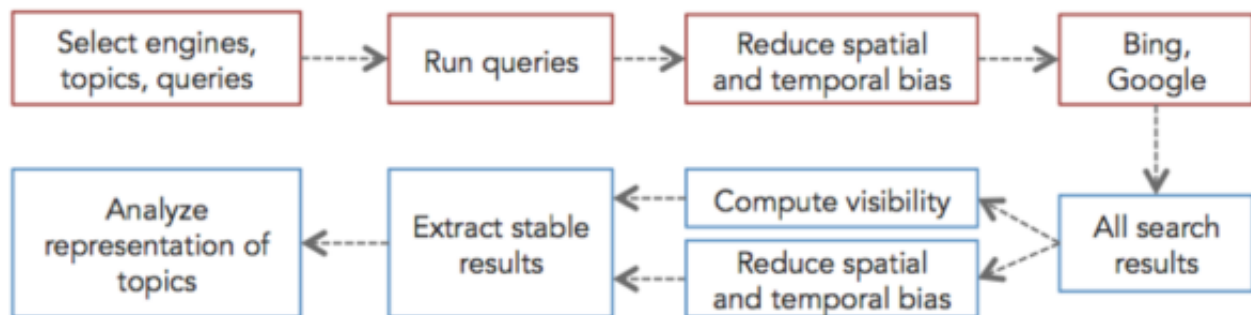 Select engines,
topics, queries
Run queries
Reduce spatial
and temporal bias
Bing,
Google
All search
results
Compute visibility
Reduce spatial
and temporal bias
Extract stable
results
Analyze
representation of
topics